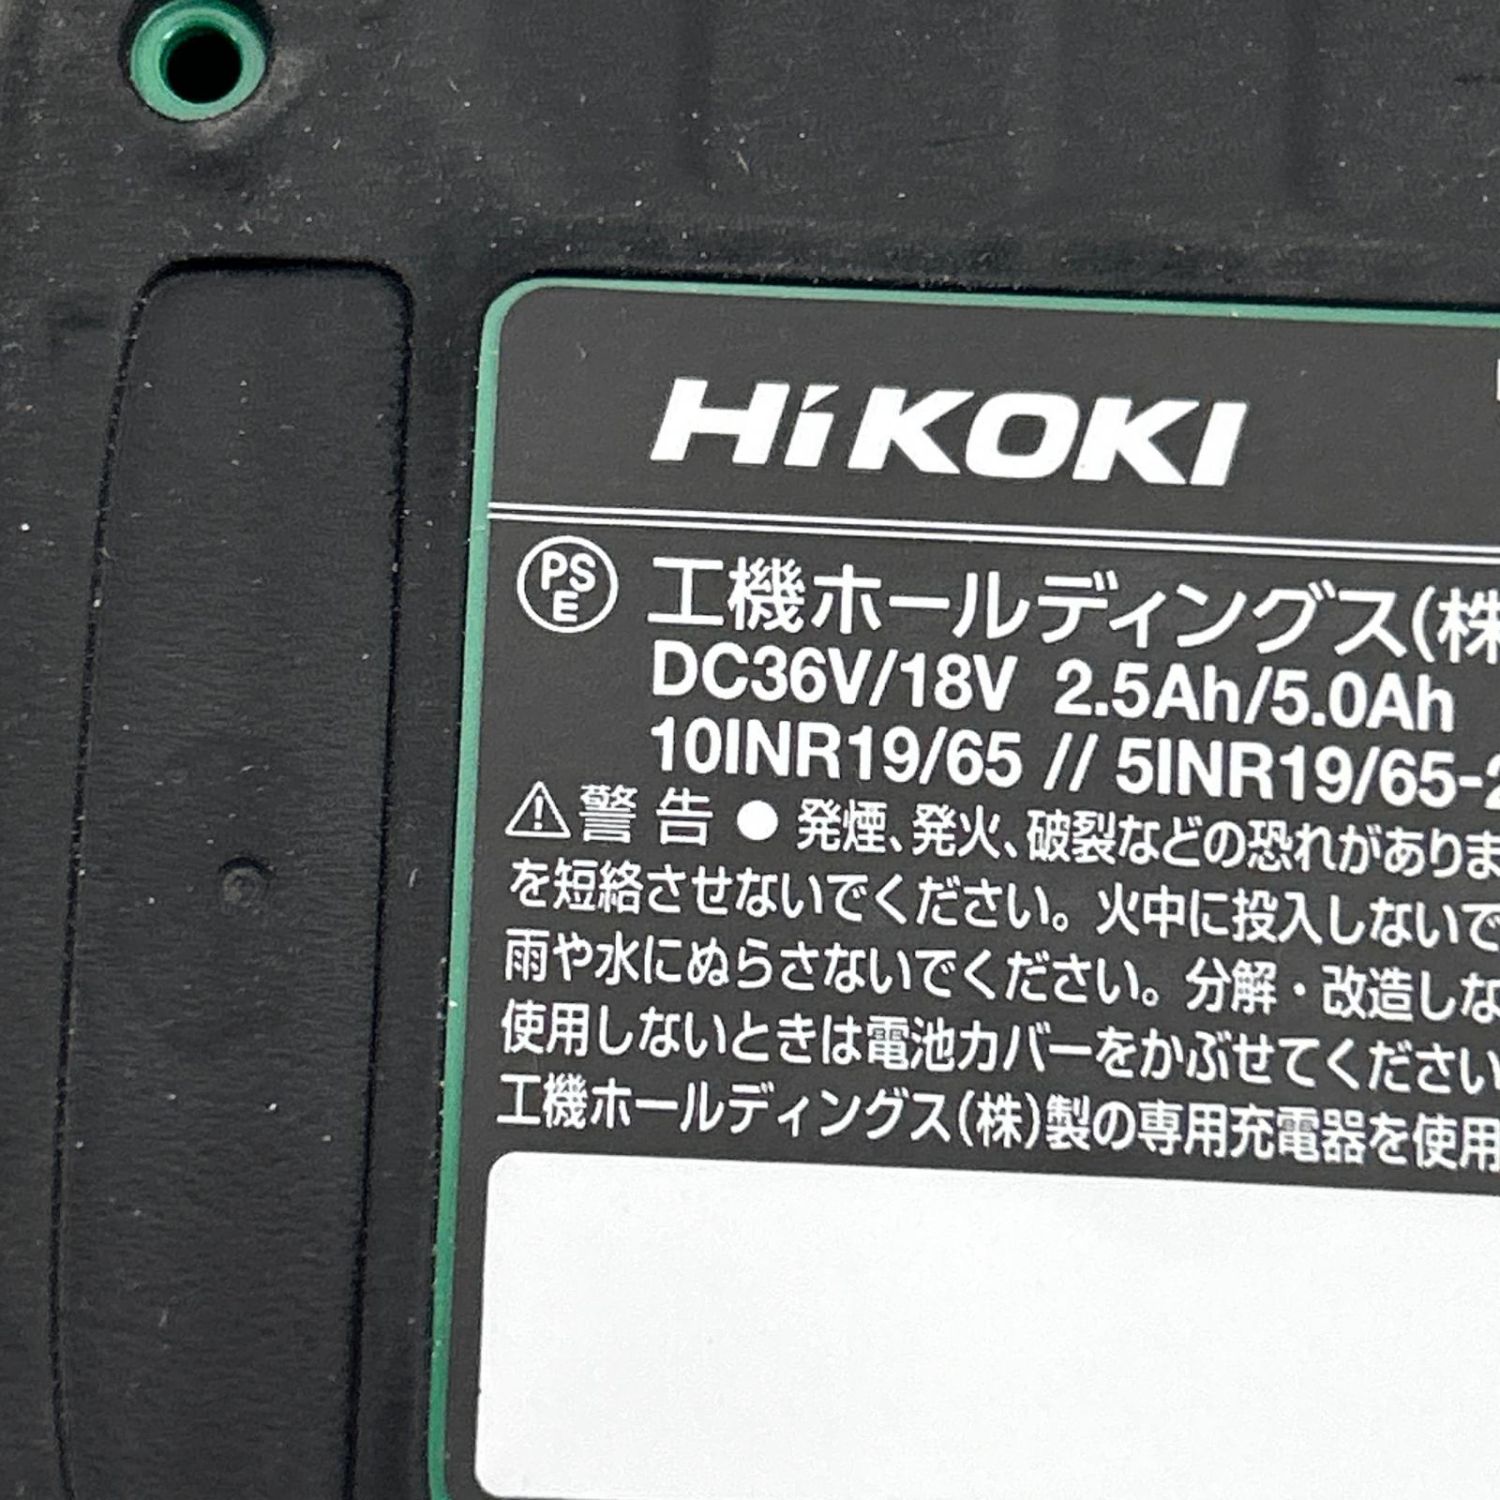 HiKOKI
PSE 工機ホールディングス(株
DC36V/18V 2.5Ah/5.0Ah
10INR19/65 // 5INR19/65-2
⚠警告 ● 発煙、発火、破裂などの恐れがありま
を短絡させないでください。火中に投入しないで
雨や水にぬらさないでください。分解・改造しな
使用しないときは電池カバーをかぶせてください
工機ホールディングス(株)製の専用充電器を使用